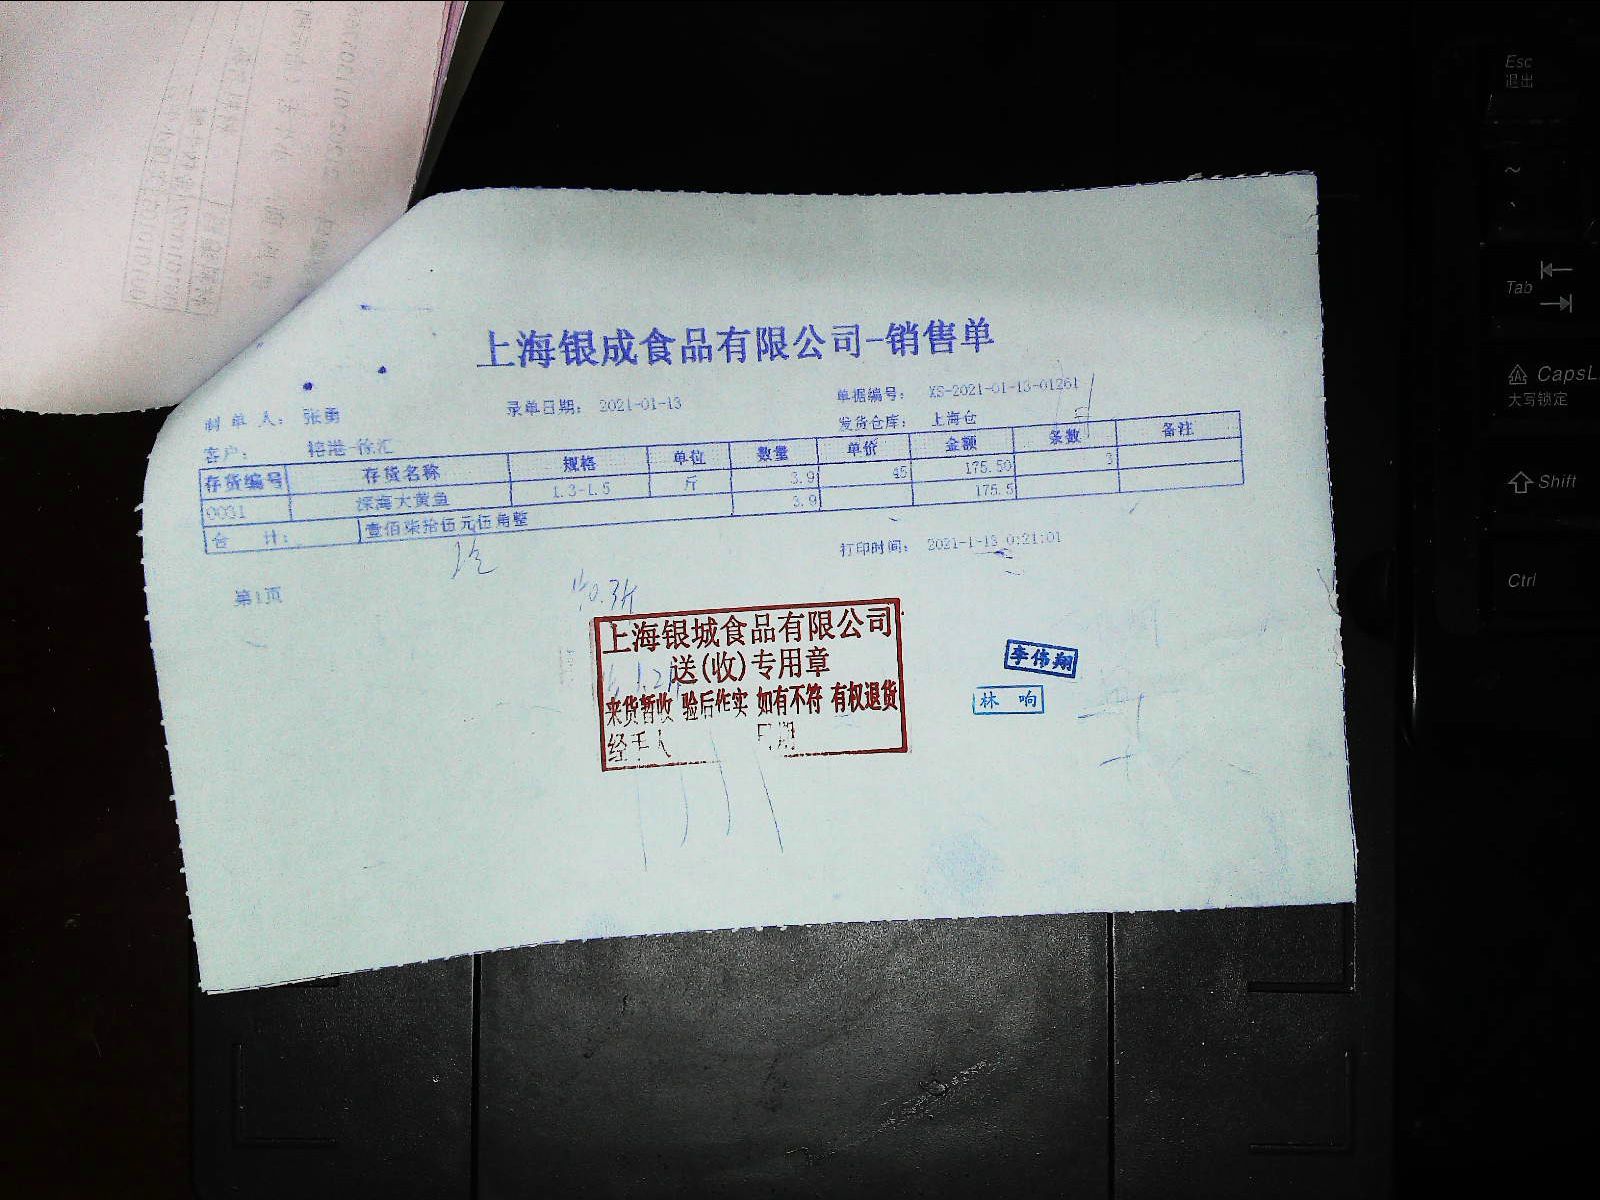 上海银成食品有限公司-销售单
制单人： 张勇 录单日期： 2021-01-13 单据编号： XS-2021-01-13-01261
客户： 榕港-徐汇 发货仓库： 上海仓
存货编号 存货名称 规格 单位 数量 单价 金额 条数 备注
0031 深海大黄鱼 1.3-1.5 斤 3.9 45 175.50 3
合 计： 壹佰柒拾伍元伍角整 3.9 175.5
第1页 打印时间： 2021-1-13 0:21:01
上海银城食品有限公司
送(收)专用章
来货暂收 验后作实 如有不符 有权退货
经手人 日期
李伟翔
林 响
Esc
退出
~
Tab
CapsL
大写锁定
Shift
Ctrl